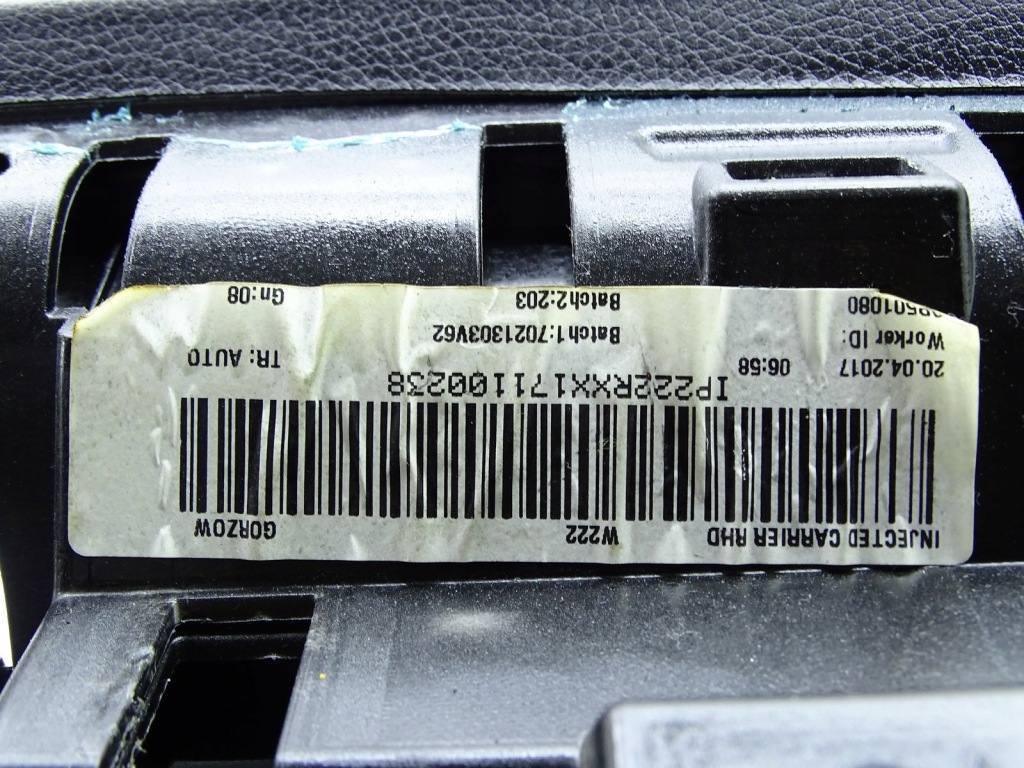 INJECTED CARRIER RHD W222 GORZOW
IP222RXX171100238
20.04.2017 06:58 TR: AUTO
Worker ID: Batch1:7021303V62
Batch2:203 Gn:08